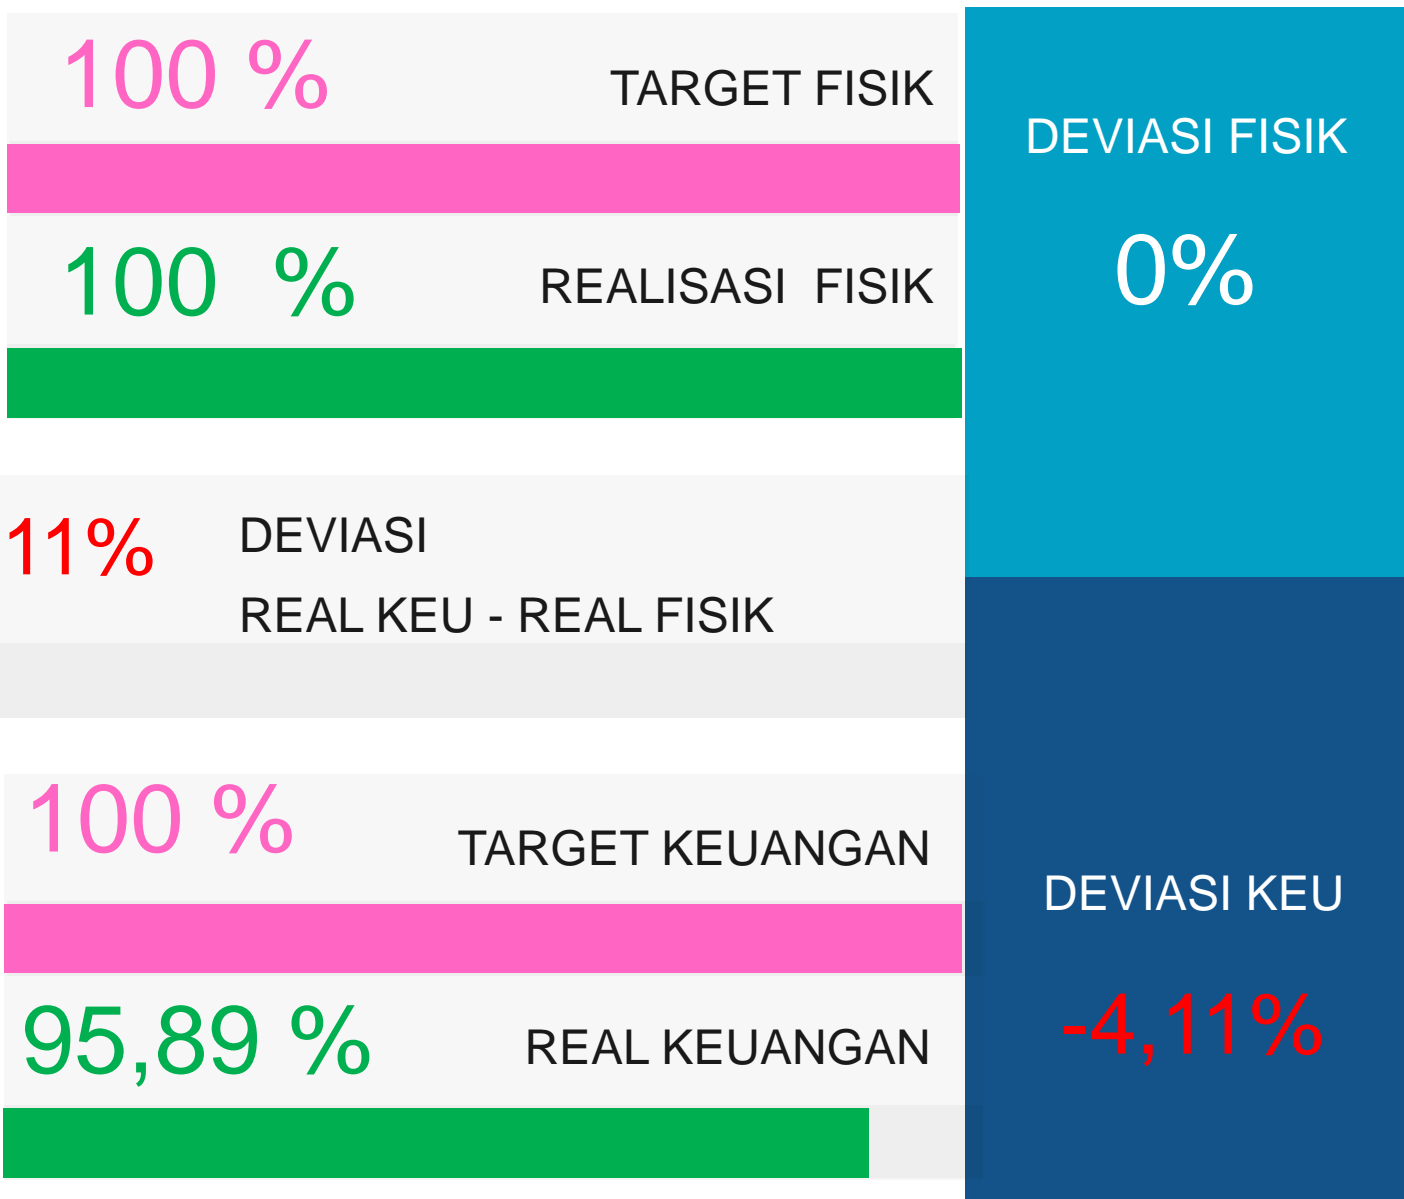 100 %
TARGET FISIK
DEVIASI FISIK
0%
100 %
REALISASI FISIK
11%
DEVIASI
REAL KEU - REAL FISIK
100 %
TARGET KEUANGAN
DEVIASI KEU
-4,11%
95,89 %
REAL KEUANGAN